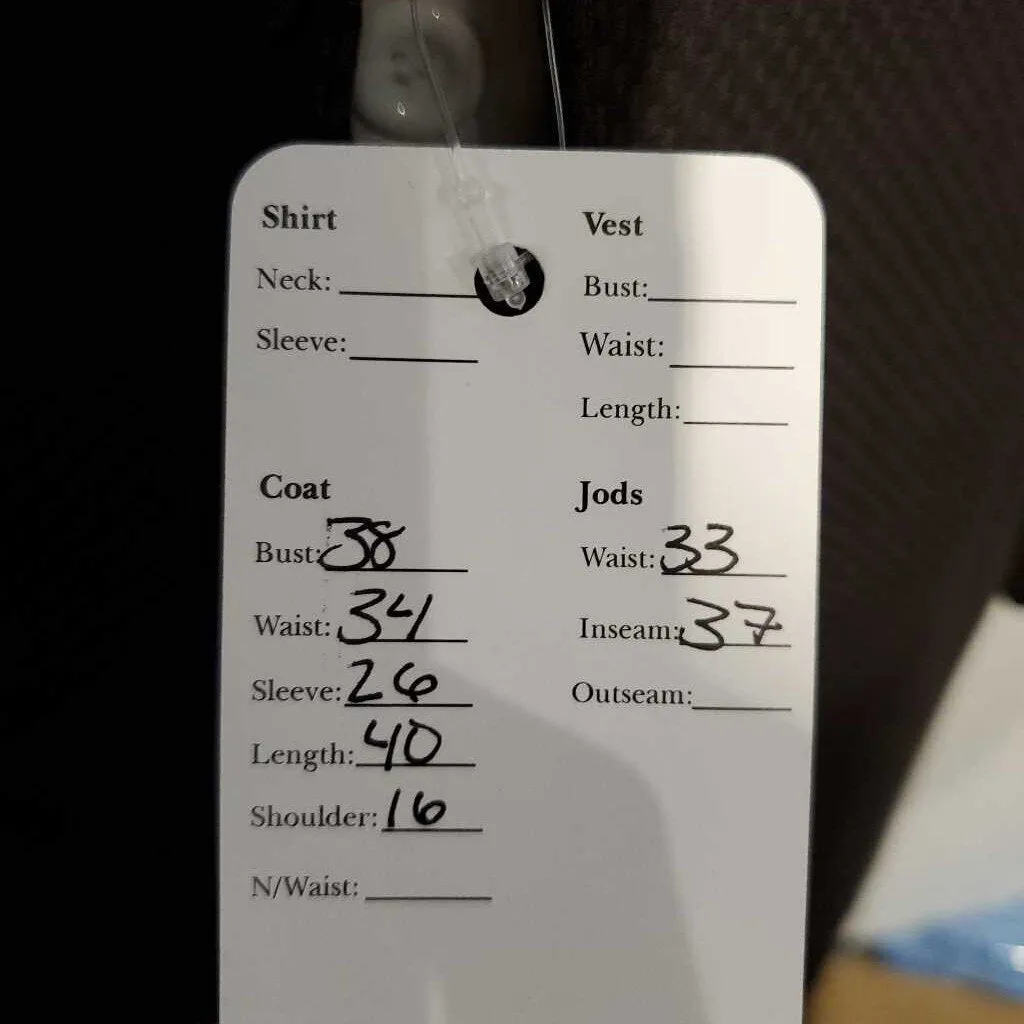 Shirt
Neck:
Sleeve:
Vest
Bust:
Waist:
Length:
Coat
Bust: 38
Waist: 34
Sleeve: 26
Length: 40
Shoulder: 16
N/Waist:
Jods
Waist: 33
Inseam: 37
Outseam: